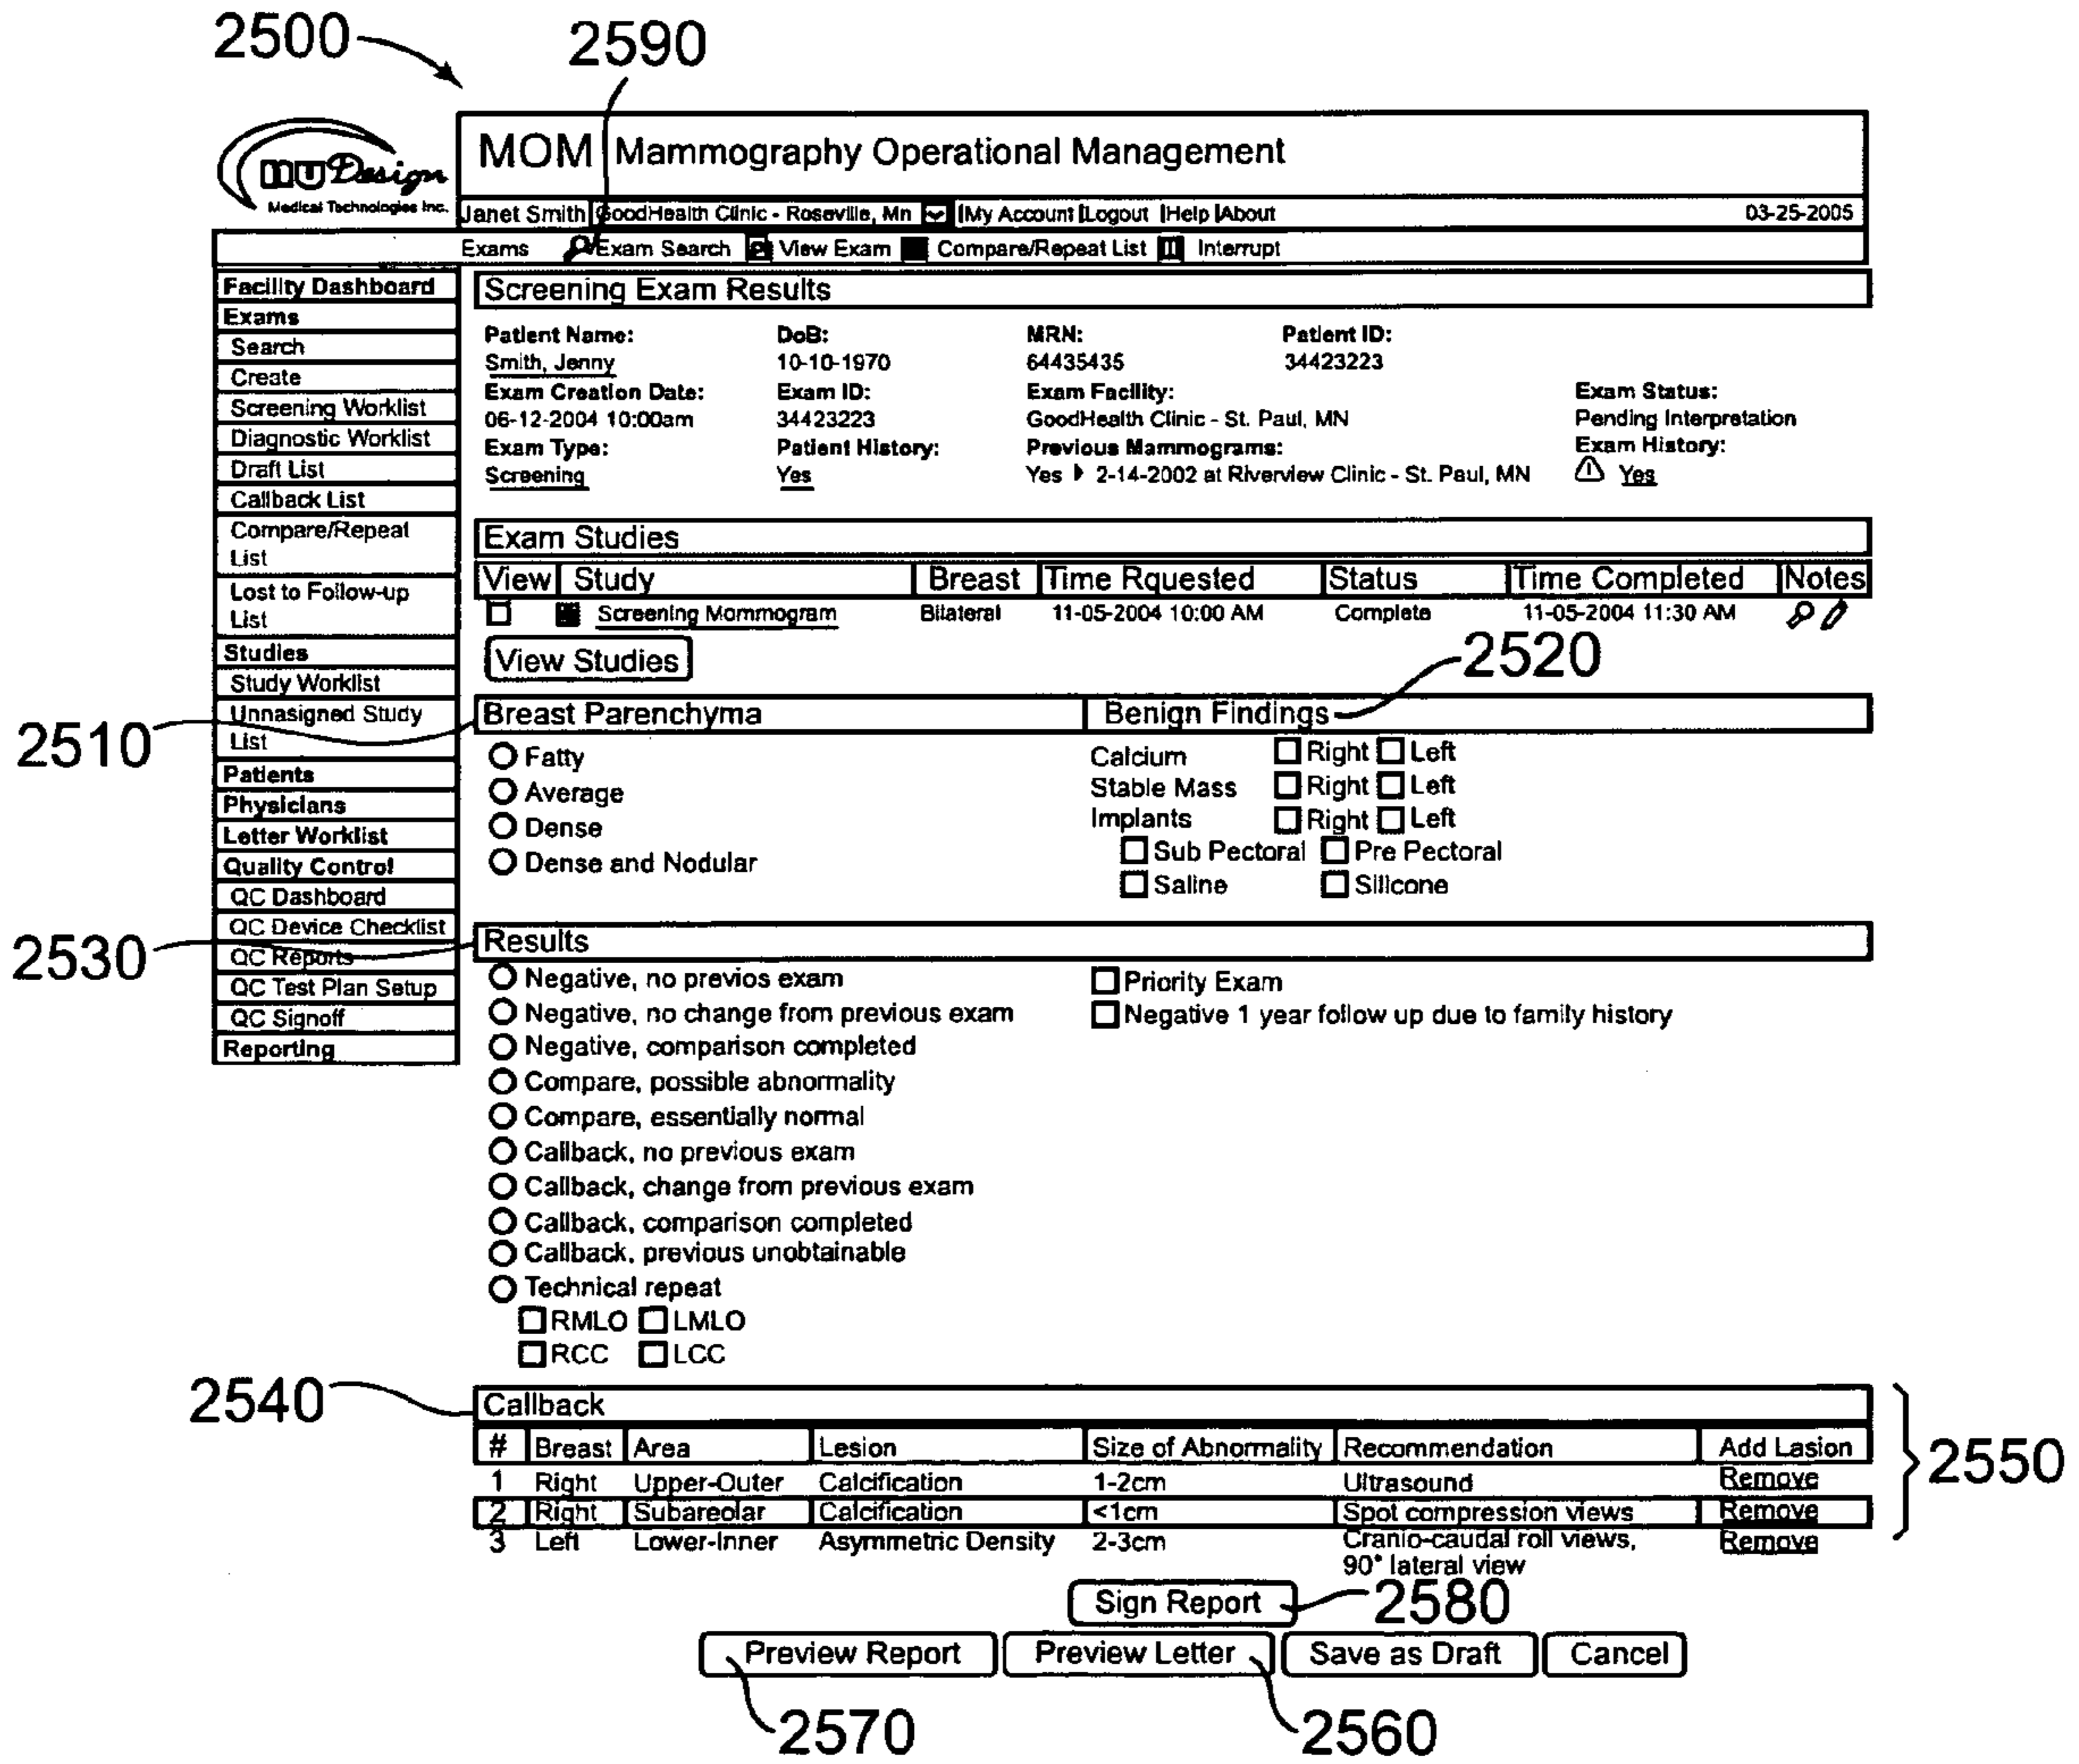 2500
2590
nu Design
Medical Technologies Inc.
MOM Mammography Operational Management
Janet Smith GoodHealth Clinic - Roseville, Mn |My Account |Logout |Help |About 03-25-2005
Exams Exam Search View Exam Compare/Repeat List Interrupt
Facility Dashboard
Exams
Search
Create
Screening Worklist
Diagnostic Worklist
Draft List
Callback List
Compare/Repeat
List
Lost to Follow-up
List
Studies
Study Worklist
Unnasigned Study
List
Patients
Physicians
Letter Worklist
Quality Control
QC Dashboard
QC Device Checklist
QC Reports
QC Test Plan Setup
QC Signoff
Reporting
Screening Exam Results
Patient Name: DoB: MRN: Patient ID:
Smith, Jenny 10-10-1970 64435435 34423223
Exam Creation Date: Exam ID: Exam Facility: Exam Status:
06-12-2004 10:00am 34423223 GoodHealth Clinic - St. Paul, MN Pending Interpretation
Exam Type: Patient History: Previous Mammograms: Exam History:
Screening Yes Yes 2-14-2002 at Riverview Clinic - St. Paul, MN Yes
Exam Studies
View Study Breast Time Rquested Status Time Completed Notes
Screening Mommogram Bilateral 11-05-2004 10:00 AM Complete 11-05-2004 11:30 AM
View Studies
2520
2510
Breast Parenchyma Benign Findings
Fatty Calcium Right Left
Average Stable Mass Right Left
Dense Implants Right Left
Dense and Nodular Sub Pectoral Pre Pectoral
Saline Silicone
2530
Results
Negative, no previos exam Priority Exam
Negative, no change from previous exam Negative 1 year follow up due to family history
Negative, comparison completed
Compare, possible abnormality
Compare, essentially normal
Callback, no previous exam
Callback, change from previous exam
Callback, comparison completed
Callback, previous unobtainable
Technical repeat
RMLO LMLO
RCC LCC
2540
Callback
# Breast Area Lesion Size of Abnormality Recommendation Add Lasion
1 Right Upper-Outer Calcification 1-2cm Ultrasound Remove
2 Right Subareolar Calcification <1cm Spot compression views Remove
3 Left Lower-Inner Asymmetric Density 2-3cm Cranio-caudal roll views, Remove
90° lateral view
2550
Sign Report 2580
Preview Report Preview Letter Save as Draft Cancel
2570 2560